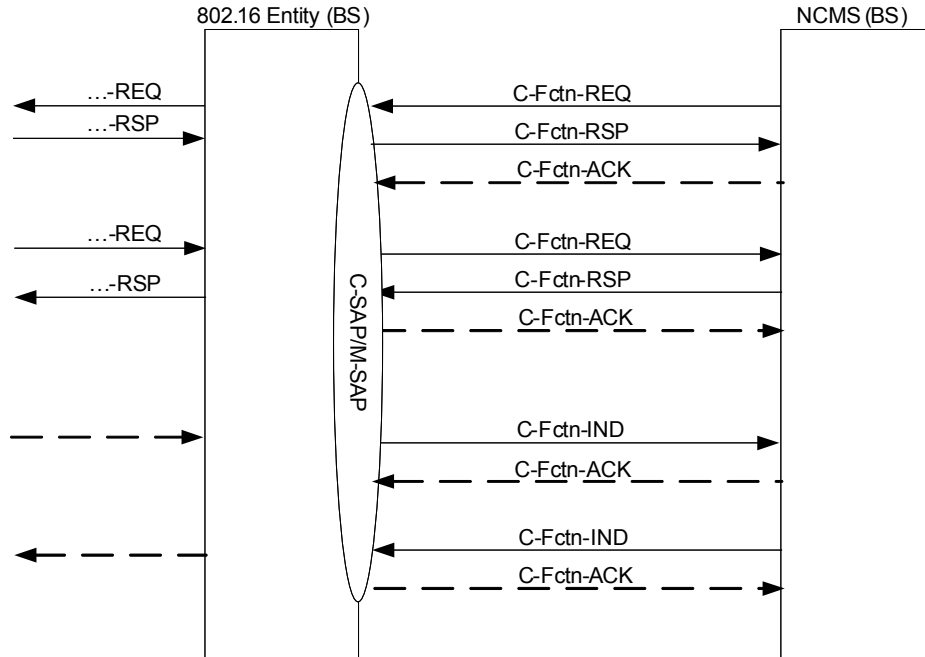 802.16 Entity (BS)
NCMS (BS)
…-REQ
C-Fctn-REQ
…-RSP
C-Fctn-RSP
C-Fctn-ACK
…-REQ
C-Fctn-REQ
…-RSP
C-Fctn-RSP
C-Fctn-ACK
C-SAP/M-SAP
C-Fctn-IND
C-Fctn-ACK
C-Fctn-IND
C-Fctn-ACK